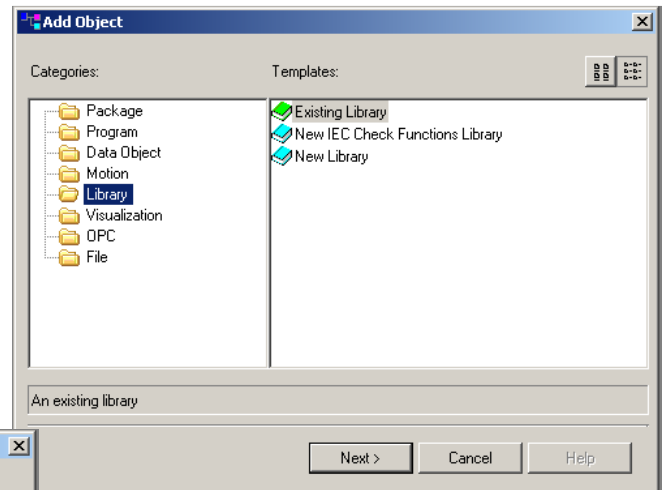 Add Object
Categories:
Templates:
Package
Program
Data Object
Motion
Library
Visualization
OPC
File
Existing Library
New IEC Check Functions Library
New Library
An existing library
Next >
Cancel
Help